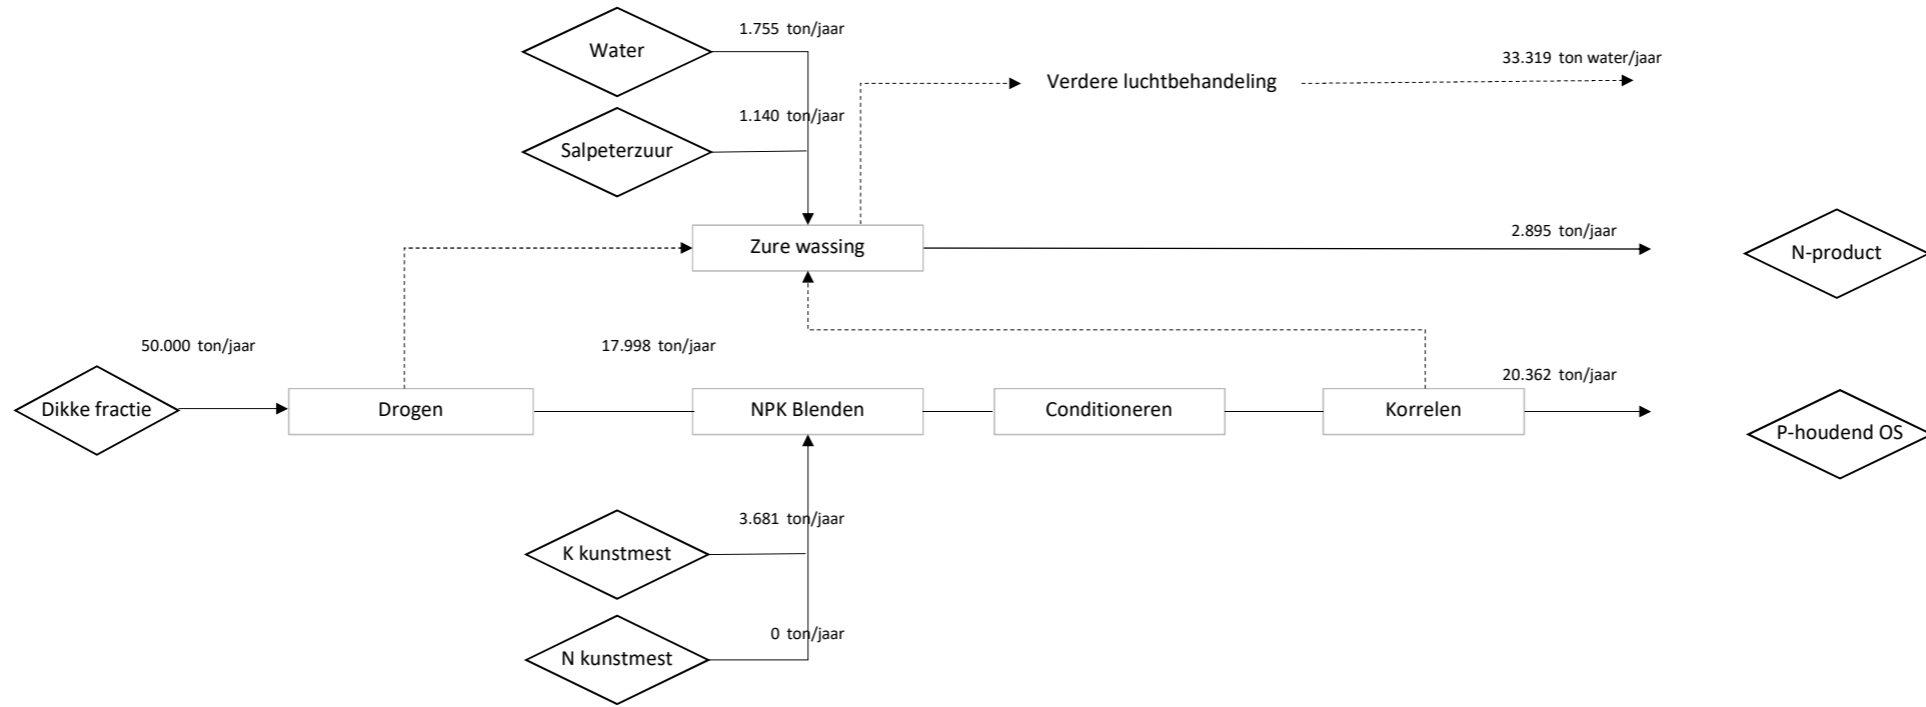 1.755 ton/jaar
Water
33.319 ton water/jaar
Verdere luchtbehandeling
1.140 ton/jaar
Salpeterzuur
Zure wassing
2.895 ton/jaar
N-product
50.000 ton/jaar
17.998 ton/jaar
20.362 ton/jaar
Dikke fractie
Drogen
NPK Blenden
Conditioneren
Korrelen
P-houdend OS
3.681 ton/jaar
K kunstmest
0 ton/jaar
N kunstmest